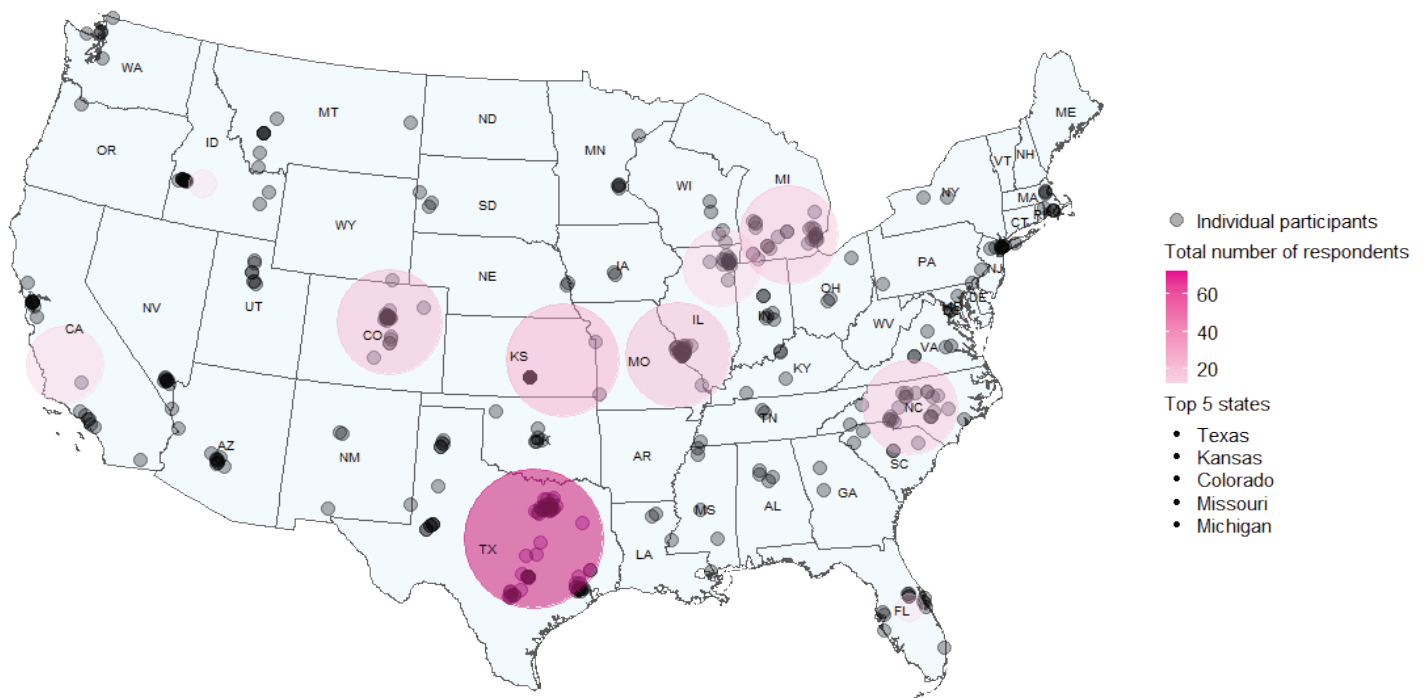 WA
MT
ND
ME
OR
ID
MN
VT
NH
WI
MI
NY
MA
SD
WY
CT
Individual participants
Total number of respondents
IA
PA
NJ
NE
OH
DE
60
NV
UT
IL
IN
WV
40
CA
CO
KS
MO
VA
KY
20
NC
TN
Top 5 states
AZ
OK
Texas
NM
AR
SC
Kansas
GA
Colorado
MS
AL
Missouri
TX
LA
Michigan
FL